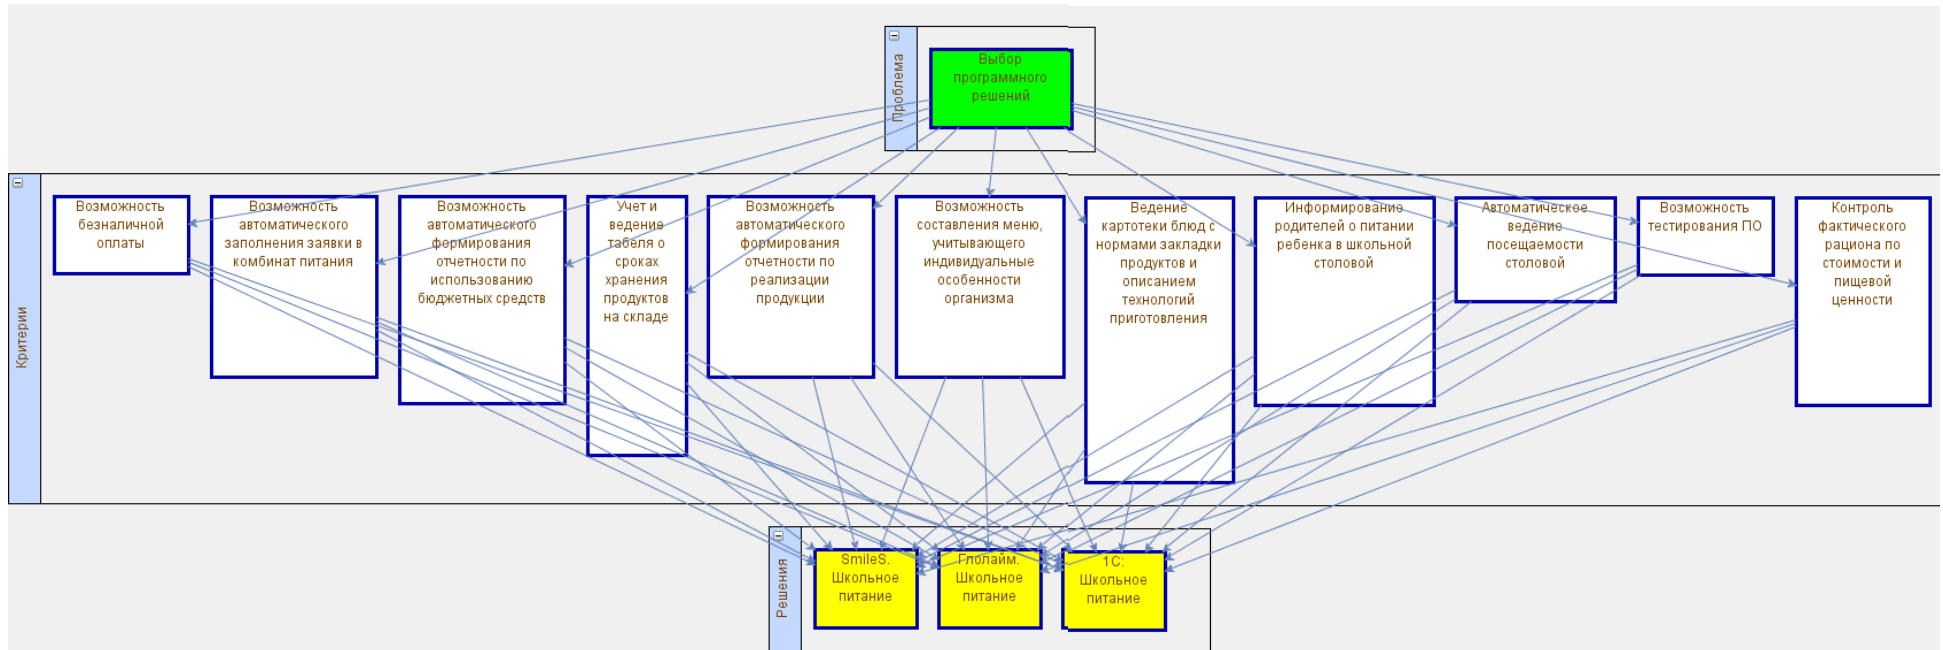 Проблема
Выбор
программного
решений
Критерии
Возможность
безналичной
оплаты
Возможность
автоматического
заполнения заявки в
комбинат питания
Возможность
автоматического
формирования
отчетности по
использованию
бюджетных средств
Учет и
ведение
табеля о
сроках
хранения
продуктов
на складе
Возможность
автоматического
формирования
отчетности по
реализации
продукции
Возможность
составления меню,
учитывающего
индивидуальные
особенности
организма
Ведение
картотеки блюд с
нормами закладки
продуктов и
описанием
технологий
приготовления
Информирование
родителей о питании
ребенка в школьной
столовой
Автоматическое
ведение
посещаемости
столовой
Возможность
тестирования ПО
Контроль
фактического
рациона по
стоимости и
пищевой
ценности
Решения
SmileS.
Школьное
питание
Глолайм.
Школьное
питание
1С:
Школьное
питание